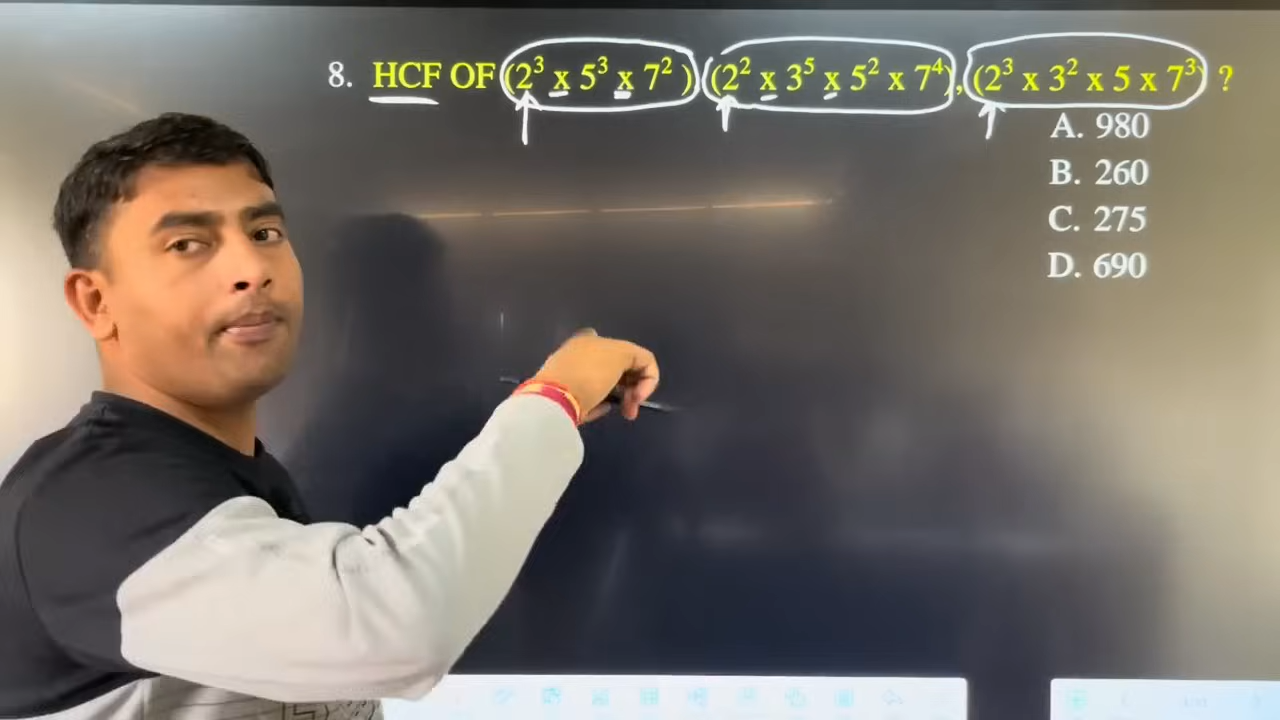 8. HCF OF (2³ x 5³ x 7² ) (2² x 3⁵ x 5² x 7⁴), (2³ x 3² x 5 x 7³) ?
A. 980
B. 260
C. 275
D. 690